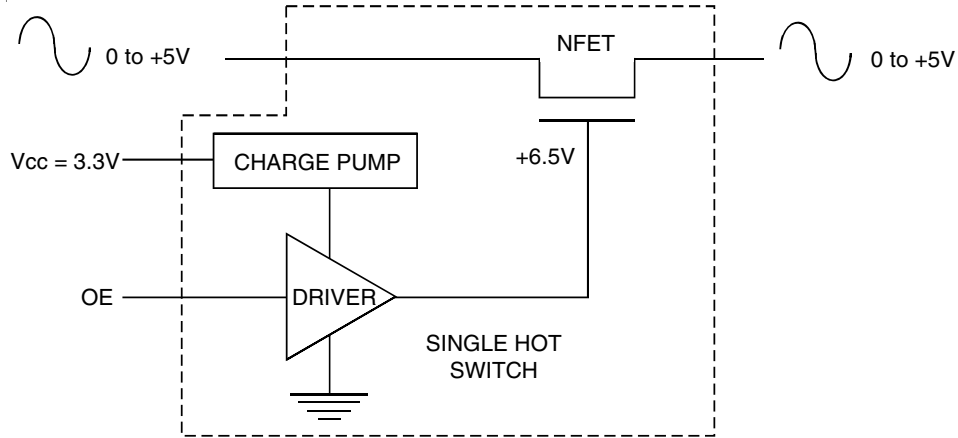 NFET
0 to +5V
0 to +5V
Vcc = 3.3V
CHARGE PUMP
+6.5V
OE
DRIVER
SINGLE HOT
SWITCH